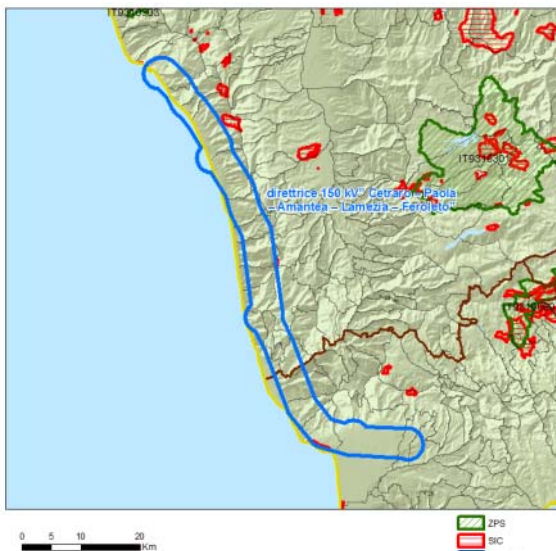 direttrice 150 kV" Cetraro – Paola
– Amantea – Lamezia – Feroleto"
0 5 10 20
Km
ZPS
SIC